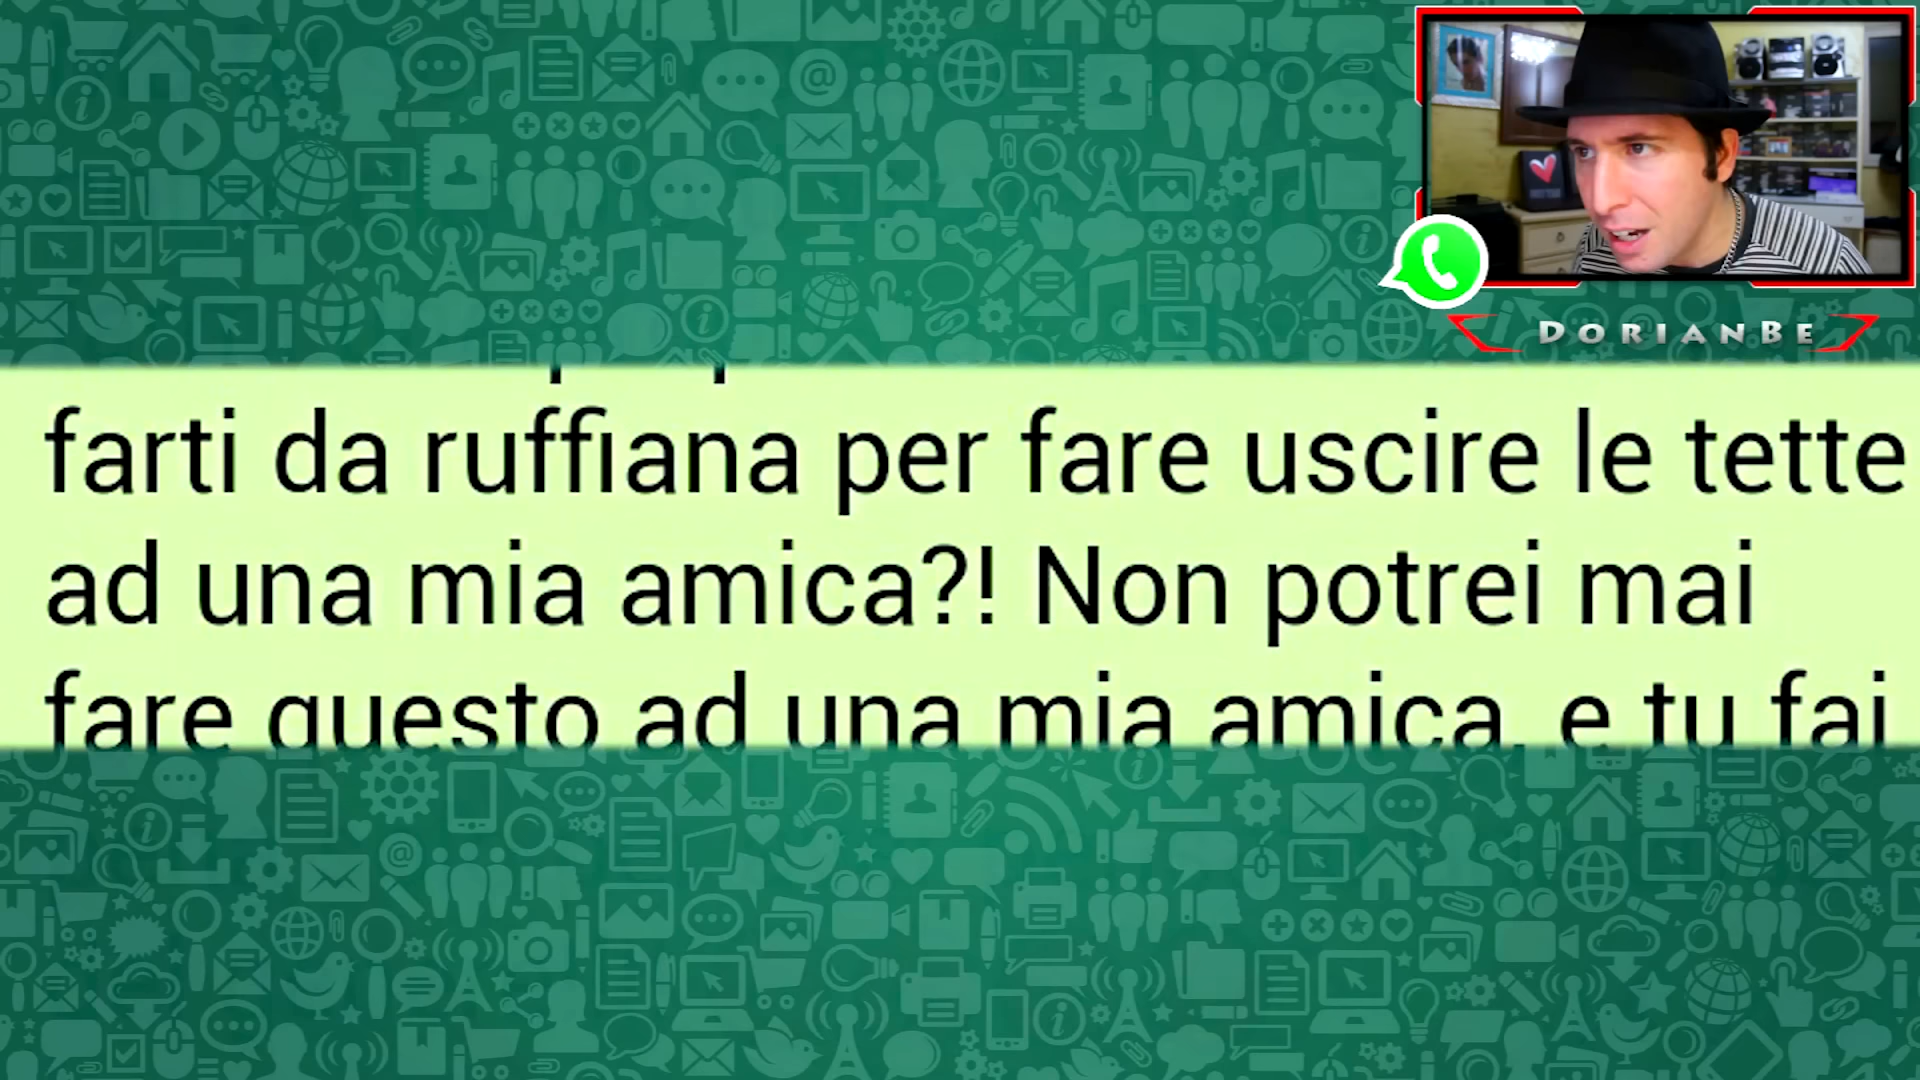 DORIANBE
farti da ruffiana per fare uscire le tette
ad una mia amica?! Non potrei mai
fare questo ad una mia amica, e tu fai